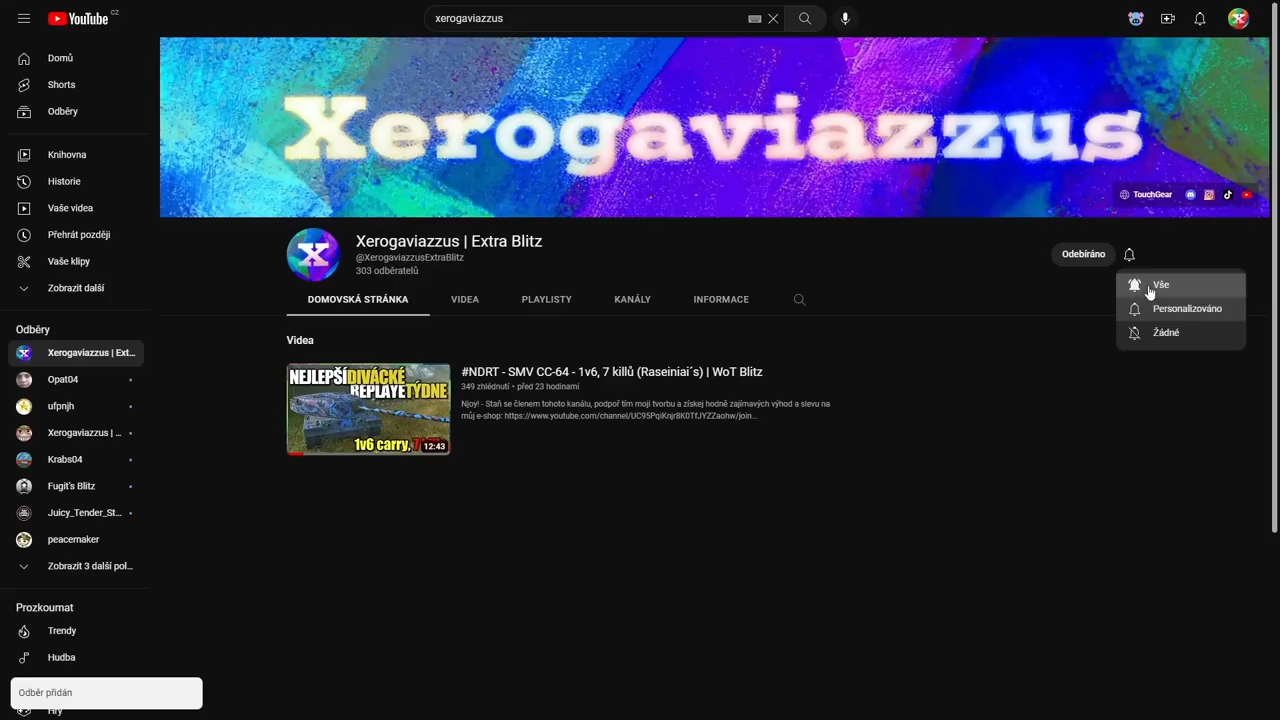 YouTube CZ
xerogaviazzus
Domů
Shorts
Odběry
Knihovna
Historie
Vaše videa
Přehrát později
Vaše klipy
Zobrazit další
Odběry
Xerogaviazzus | Ext...
Opat04
ufpnjh
Xerogaviazzus | ...
Krabs04
Fugit's Blitz
Juicy_Tender_St...
peacemaker
Zobrazit 3 další pol...
Prozkoumat
Trendy
Hudba
Hry
Odběr přidán
Xerogaviazzus
TouchGear
X
Xerogaviazzus | Extra Blitz
@XerogaviazzusExtraBlitz
303 odběratelů
Odebíráno
Vše
Personalizováno
Žádné
DOMOVSKÁ STRÁNKA
VIDEA
PLAYLISTY
KANÁLY
INFORMACE
Videa
NEJLEPŠÍ DIVÁCKÉ
REPLAYE TÝDNE
1v6 carry, 7
12:43
#NDRT - SMV CC-64 - 1v6, 7 killů (Raseiniai´s) | WoT Blitz
349 zhlédnutí • před 23 hodinami
Njoy! - Staň se členem tohoto kanálu, podpoř tím moji tvorbu a získej hodně zajímavých výhod a slevu na
můj e-shop: https://www.youtube.com/channel/UC95PqiKnjr8K0TfJYZZaohw/join...